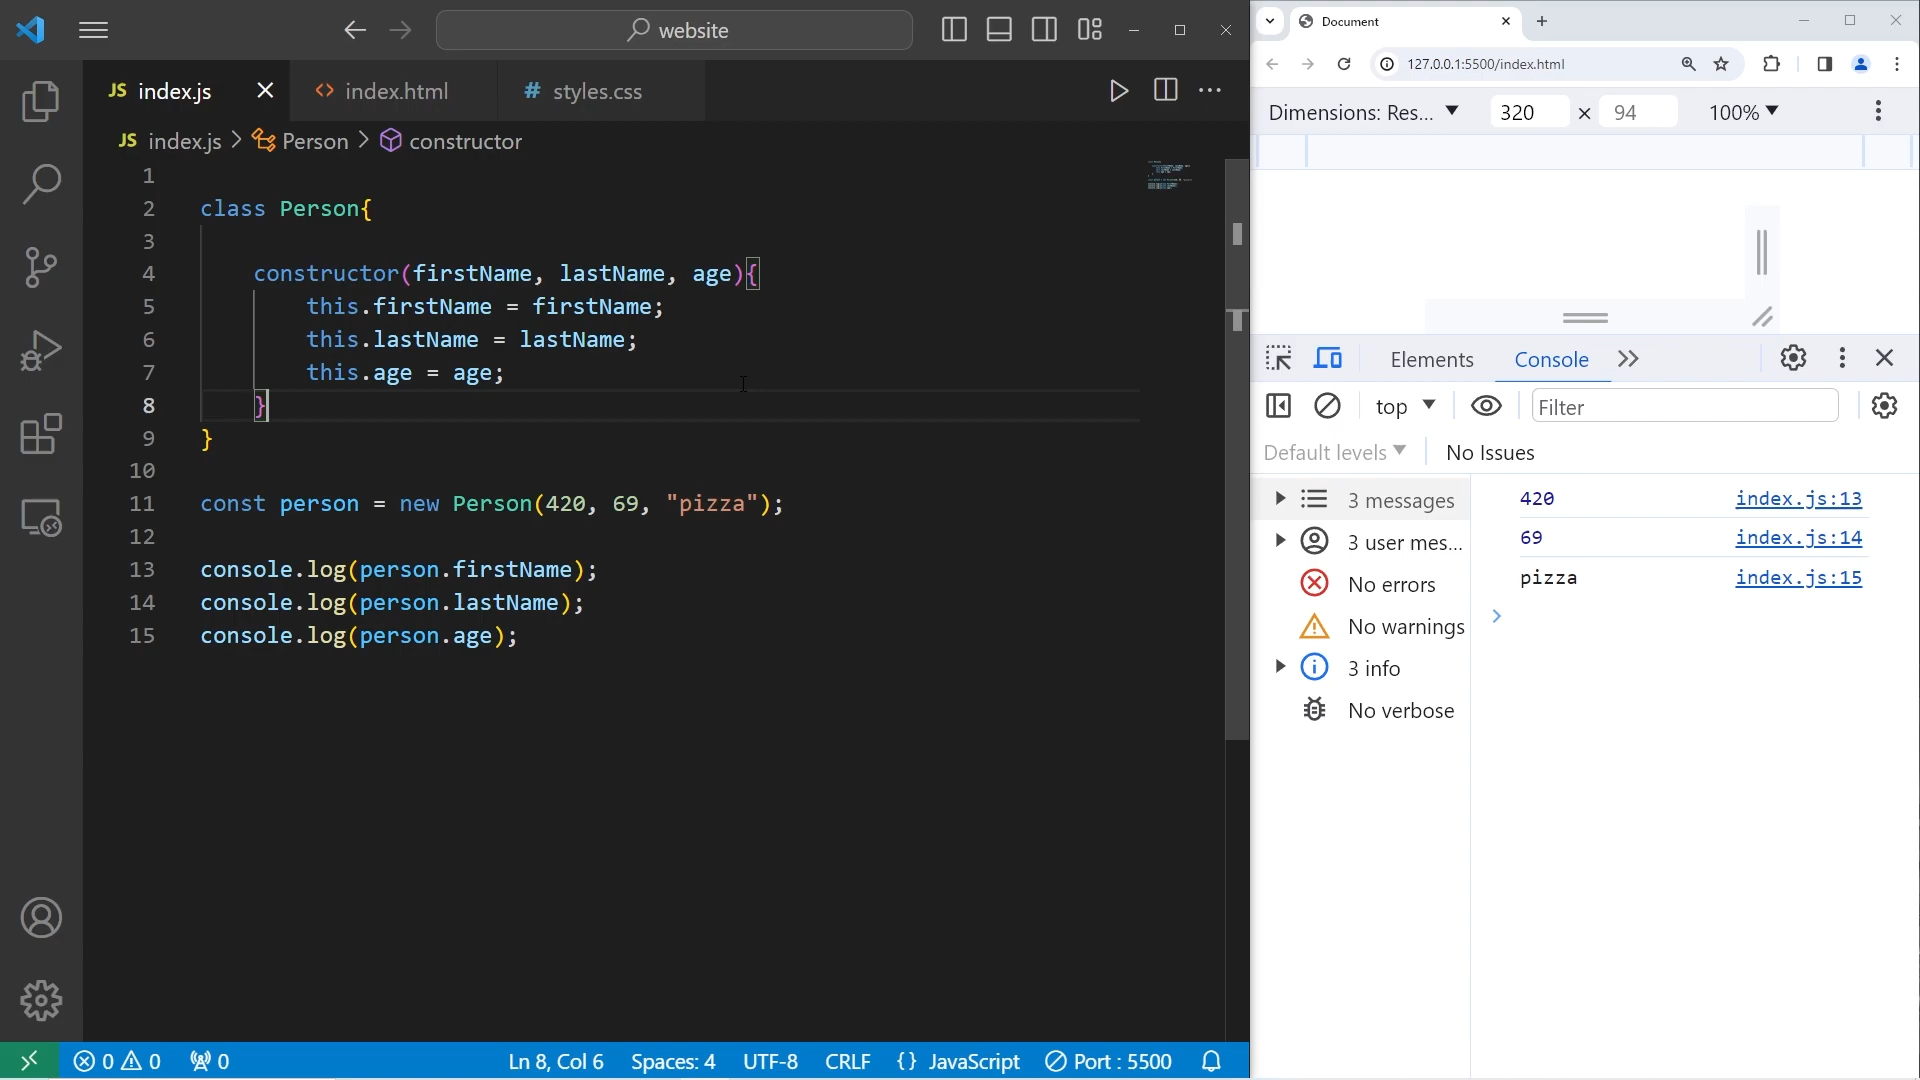 website
JS index.js
<> index.html
# styles.css
JS index.js > Person > constructor
1
2 class Person{
3
4 constructor(firstName, lastName, age){
5 this.firstName = firstName;
6 this.lastName = lastName;
7 this.age = age;
8 }
9 }
10
11 const person = new Person(420, 69, "pizza");
12
13 console.log(person.firstName);
14 console.log(person.lastName);
15 console.log(person.age);
0 0 0
Ln 8, Col 6 Spaces: 4 UTF-8 CRLF {} JavaScript Port : 5500
Document
127.0.0.1:5500/index.html
Dimensions: Res... 320 × 94 100%
Elements Console
top Filter
Default levels No Issues
3 messages
3 user mes...
No errors
No warnings
3 info
No verbose
420 index.js:13
69 index.js:14
pizza index.js:15